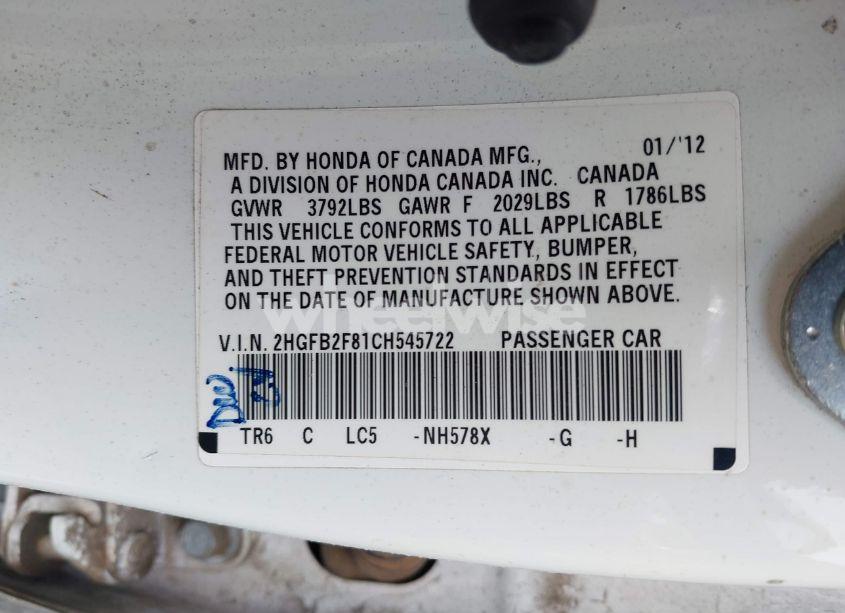 MFD. BY HONDA OF CANADA MFG., 01/'12
A DIVISION OF HONDA CANADA INC. CANADA
GVWR 3792LBS GAWR F 2029LBS R 1786LBS
THIS VEHICLE CONFORMS TO ALL APPLICABLE
FEDERAL MOTOR VEHICLE SAFETY, BUMPER,
AND THEFT PREVENTION STANDARDS IN EFFECT
ON THE DATE OF MANUFACTURE SHOWN ABOVE.
wheelwise
V.I.N. 2HGFB2F81CH545722 PASSENGER CAR
TR6 C LC5 -NH578X -G -H